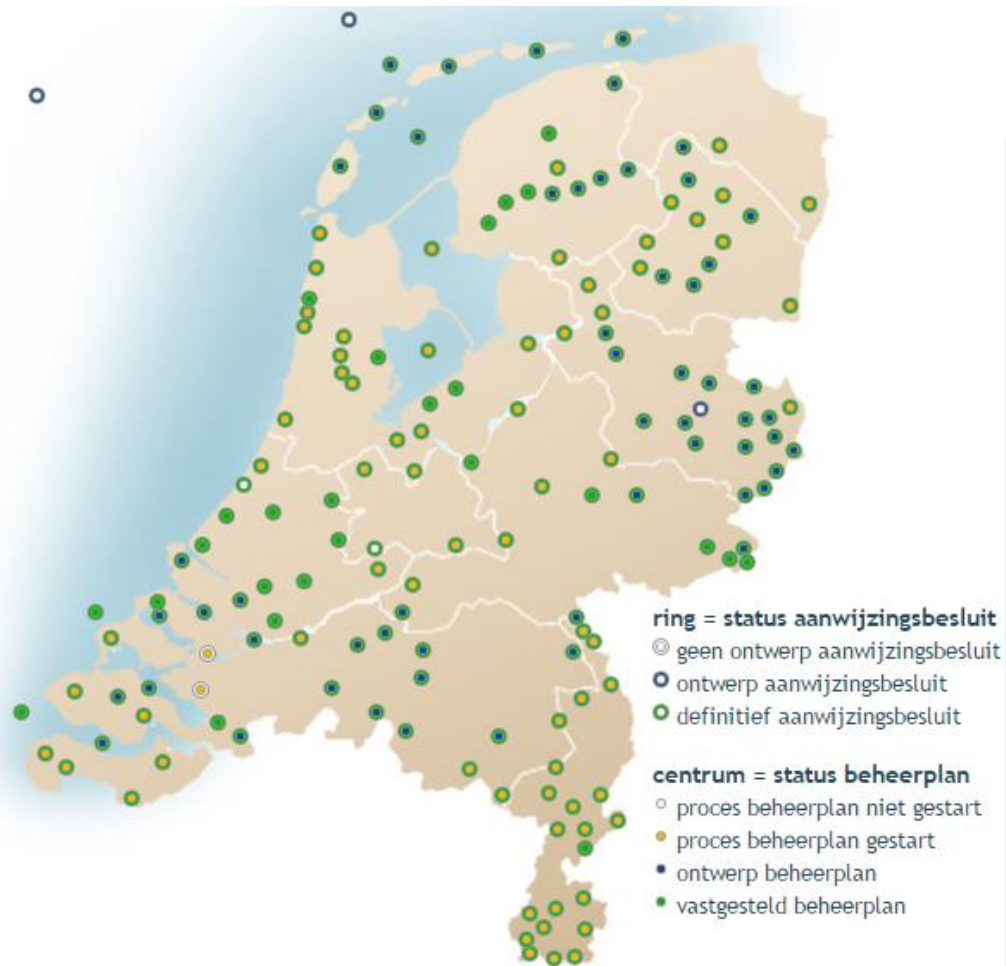 ring = status aanwijzingsbesluit
geen ontwerp aanwijzingsbesluit
ontwerp aanwijzingsbesluit
definitief aanwijzingsbesluit
centrum = status beheerplan
proces beheerplan niet gestart
proces beheerplan gestart
ontwerp beheerplan
vastgesteld beheerplan